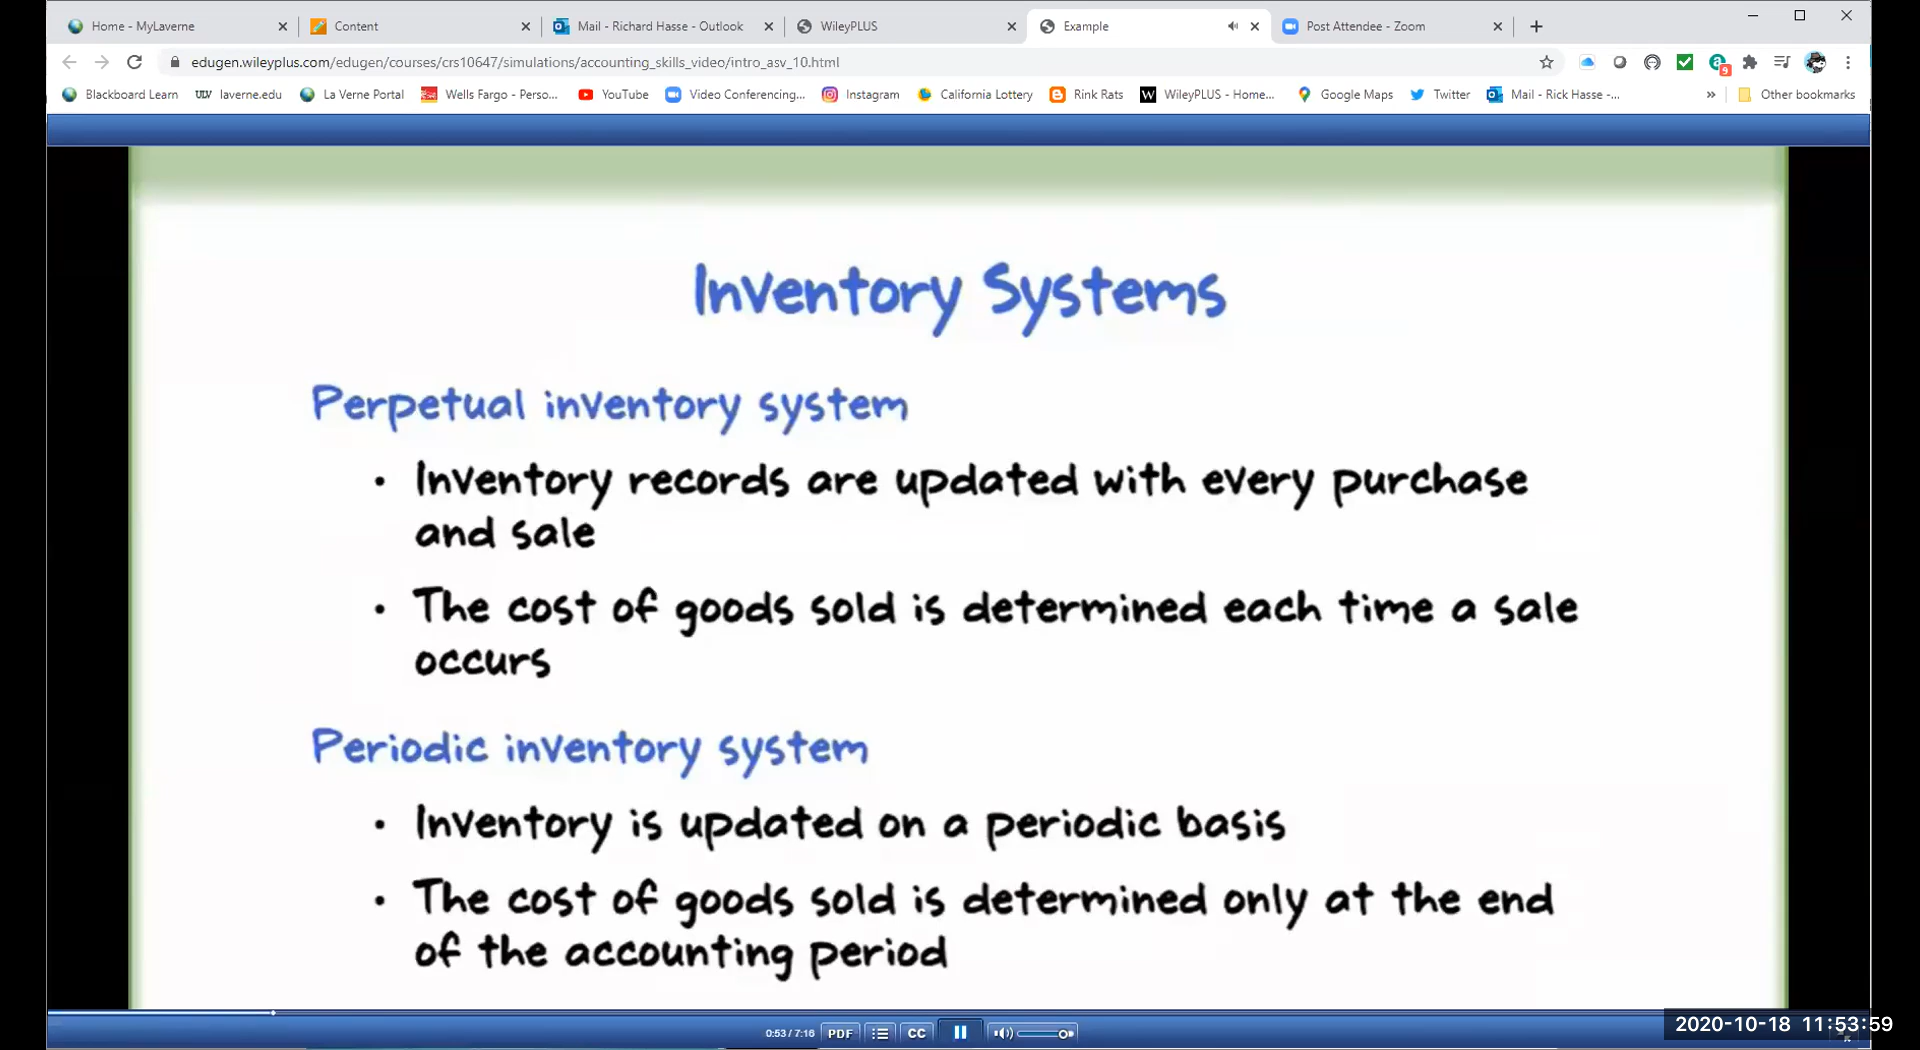 Home - MyLaverne
Content
Mail - Richard Hasse - Outlook
WileyPLUS
Example
Post Attendee - Zoom
edugen.wileyplus.com/edugen/courses/crs10647/simulations/accounting_skills_video/intro_asv_10.html
9
Blackboard Learn
ULV laverne.edu
La Verne Portal
Wells Fargo - Perso...
YouTube
Video Conferencing...
Instagram
California Lottery
Rink Rats
W WileyPLUS - Home...
Google Maps
Twitter
Mail - Rick Hasse -...
» Other bookmarks
Inventory Systems
Perpetual inventory system
• Inventory records are updated with every purchase
and sale
• The cost of goods sold is determined each time a sale
occurs
Periodic inventory system
• Inventory is updated on a periodic basis
• The cost of goods sold is determined only at the end
of the accounting period
0:53 / 7:16 PDF CC
2020-10-18 11:53:59